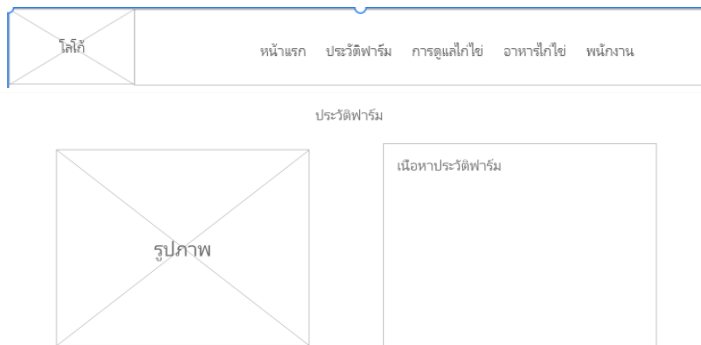 โลโก้
หน้าแรก ประวัติฟาร์ม การดูแลไก่ไข่ อาหารไก่ไข่ พนักงาน
ประวัติฟาร์ม
รูปภาพ
เนื้อหาประวัติฟาร์ม